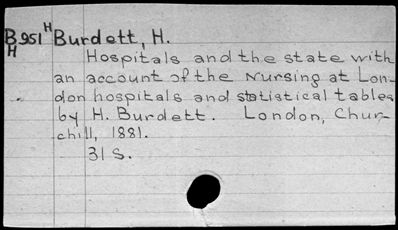 B951 H Burdett, H.
H Hospitals and the state with
an account of the Nursing at Lon-
don hospitals and statistical tables
by H. Burdett. London, Chur-
chill, 1881.
31 S.